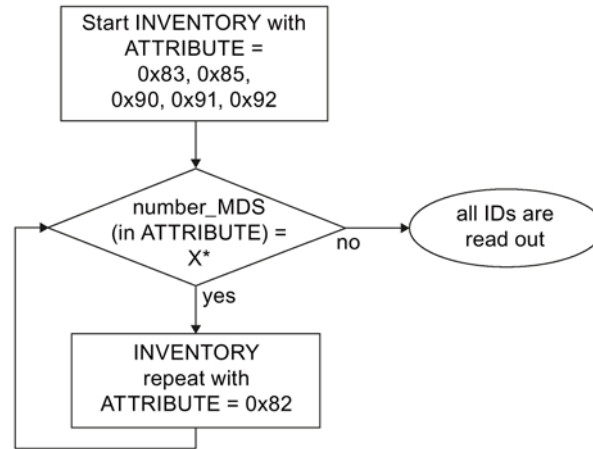 Start INVENTORY with
ATTRIBUTE =
0x83, 0x85,
0x90, 0x91, 0x92
number_MDS
(in ATTRIBUTE) =
X*
no
all IDs are
read out
yes
INVENTORY
repeat with
ATTRIBUTE = 0x82